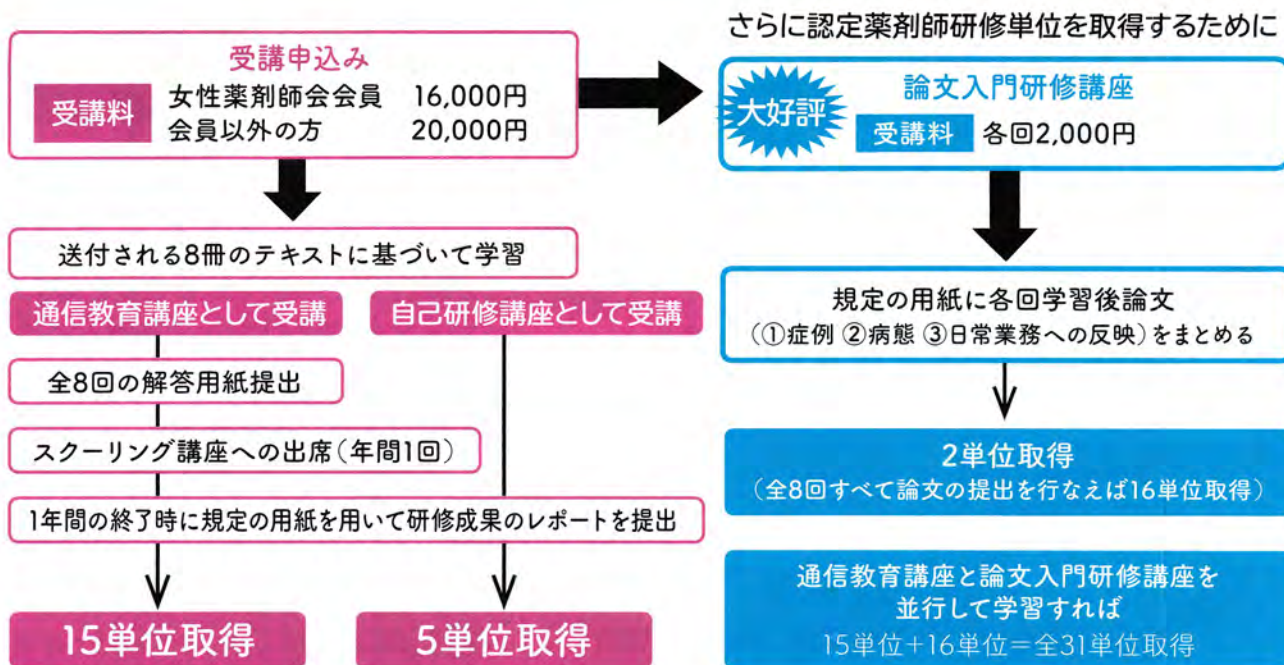 受講申込み
受講料
女性薬剤師会会員 16,000円
会員以外の方 20,000円
送付される8冊のテキストに基づいて学習
通信教育講座として受講
自己研修講座として受講
全8回の解答用紙提出
スクーリング講座への出席(年間1回)
1年間の終了時に規定の用紙を用いて研修成果のレポートを提出
15単位取得
5単位取得
さらに認定薬剤師研修単位を取得するために
大好評
論文入門研修講座
受講料 各回2,000円
規定の用紙に各回学習後論文
(①症例 ②病態 ③日常業務への反映)をまとめる
2単位取得
(全8回すべて論文の提出を行なえば16単位取得)
通信教育講座と論文入門研修講座を
並行して学習すれば
15単位+16単位=全31単位取得